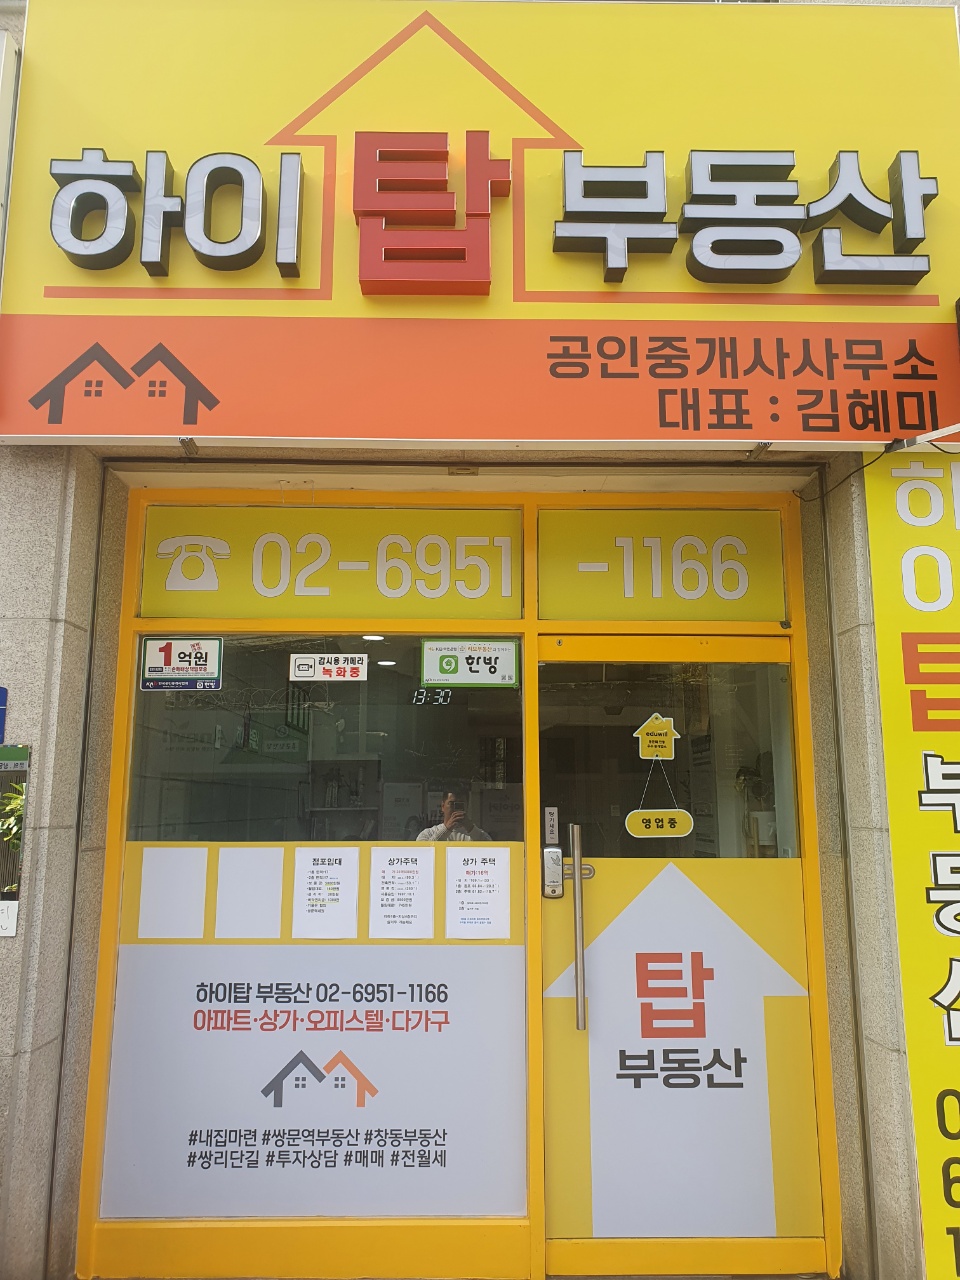 하이탑부동산
공인중개사사무소
대표 : 김혜미
☎ 02-6951-1166
1억원
감시용 카메라
녹화중
한방
한방
13:30
eduwill
영업중
점포임대
상가주택
상가 주택
하이탑 부동산 02-6951-1166
아파트·상가·오피스텔·다가구
#내집마련 #쌍문역부동산 #창동부동산
#쌍리단길 #투자상담 #매매 #전월세
탑
부동산
하이탑부동산